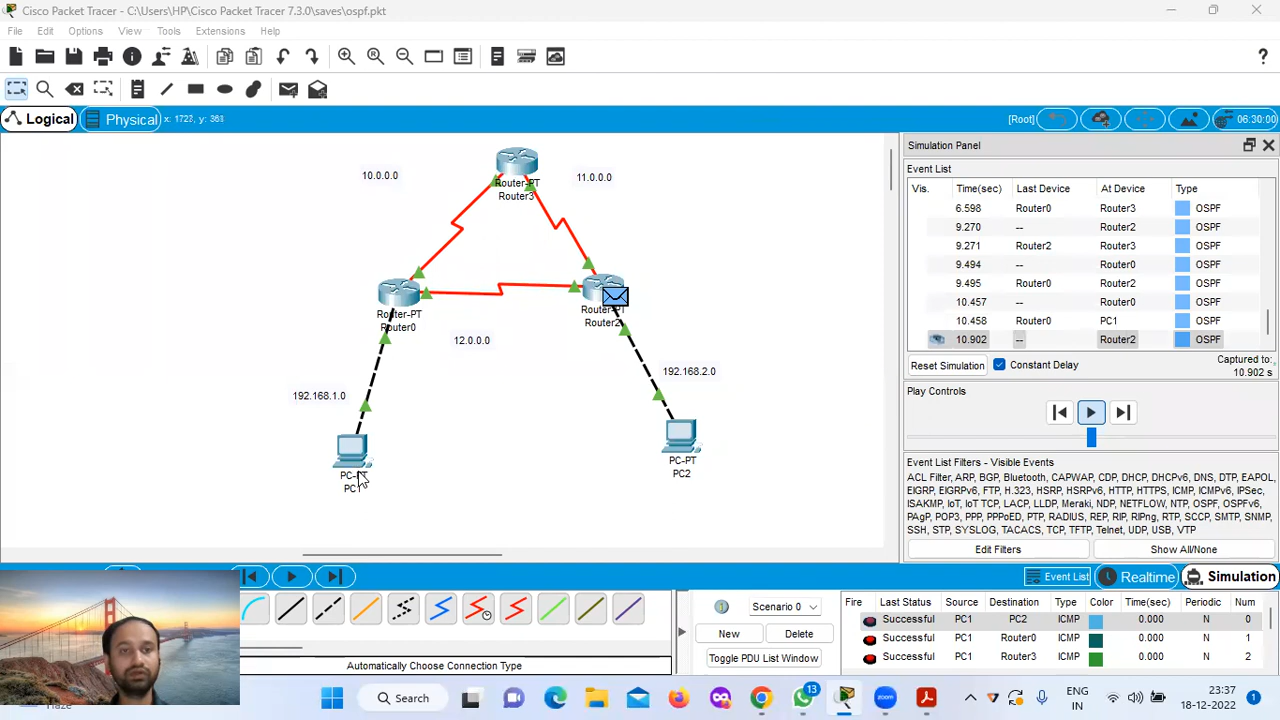 Cisco Packet Tracer - C:\Users\HP\Cisco Packet Tracer 7.3.0\saves\ospf.pkt
File Edit Options View Tools Extensions Help
Logical Physical x: 1723, y: 363 [Root] 06:30:00
10.0.0.0
11.0.0.0
Router-PT
Router3
Router-PT
Router0
Router-PT
Router2
12.0.0.0
192.168.1.0
192.168.2.0
PC-PT
PC1
PC-PT
PC2
Simulation Panel
Event List
Vis. Time(sec) Last Device At Device Type
6.598 Router0 Router3 OSPF
9.270 -- Router2 OSPF
9.271 Router2 Router3 OSPF
9.494 -- Router0 OSPF
9.495 Router0 Router2 OSPF
10.457 -- Router0 OSPF
10.458 Router0 PC1 OSPF
10.902 -- Router2 OSPF
Reset Simulation Constant Delay Captured to:
10.902 s
Play Controls
Event List Filters - Visible Events
ACL Filter, ARP, BGP, Bluetooth, CAPWAP, CDP, DHCP, DHCPv6, DNS, DTP, EAPOL,
EIGRP, EIGRPv6, FTP, H.323, HSRP, HSRPv6, HTTP, HTTPS, ICMP, ICMPv6, IPSec,
ISAKMP, IoT, IoT TCP, LACP, LLDP, Meraki, NDP, NETFLOW, NTP, OSPF, OSPFv6,
PAgP, POP3, PPP, PPPoED, PTP, RADIUS, REP, RIP, RIPng, RTP, SCCP, SMTP, SNMP,
SSH, STP, SYSLOG, TACACS, TCP, TFTP, Telnet, UDP, USB, VTP
Edit Filters Show All/None
Event List Realtime Simulation
Scenario 0
New Delete
Toggle PDU List Window
Fire Last Status Source Destination Type Color Time(sec) Periodic Num
Successful PC1 PC2 ICMP 0.000 N 0
Successful PC1 Router0 ICMP 0.000 N 1
Successful PC1 Router3 ICMP 0.000 N 2
Automatically Choose Connection Type
Haze
Search
13
ENG
IN
23:37
18-12-2022
1